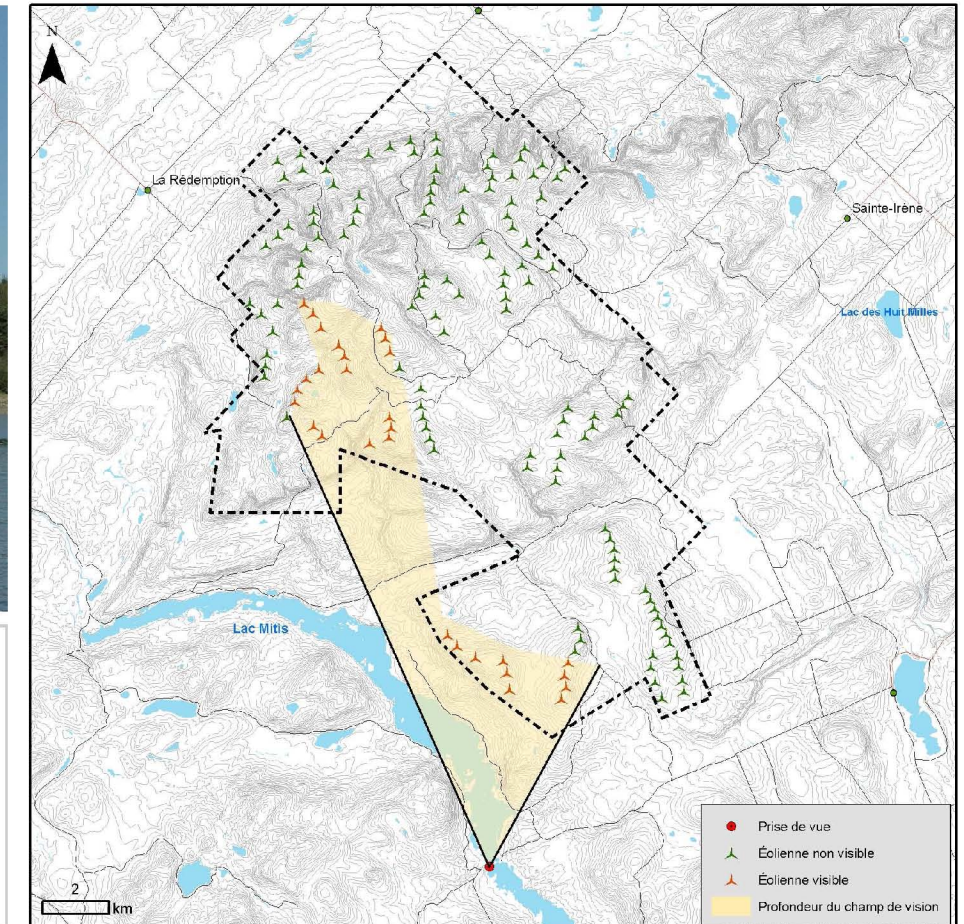 N
La Rédemption
Sainte-Irène
Lac des Huit Milles
Lac Mitis
Prise de vue
Éolienne non visible
Éolienne visible
Profondeur du champ de vision
2
km